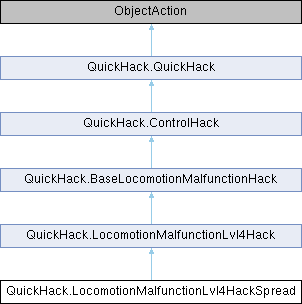 ObjectAction
QuickHack.QuickHack
QuickHack.ControlHack
QuickHack.BaseLocomotionMalfunctionHack
QuickHack.LocomotionMalfunctionLvl4Hack
QuickHack.LocomotionMalfunctionLvl4HackSpread